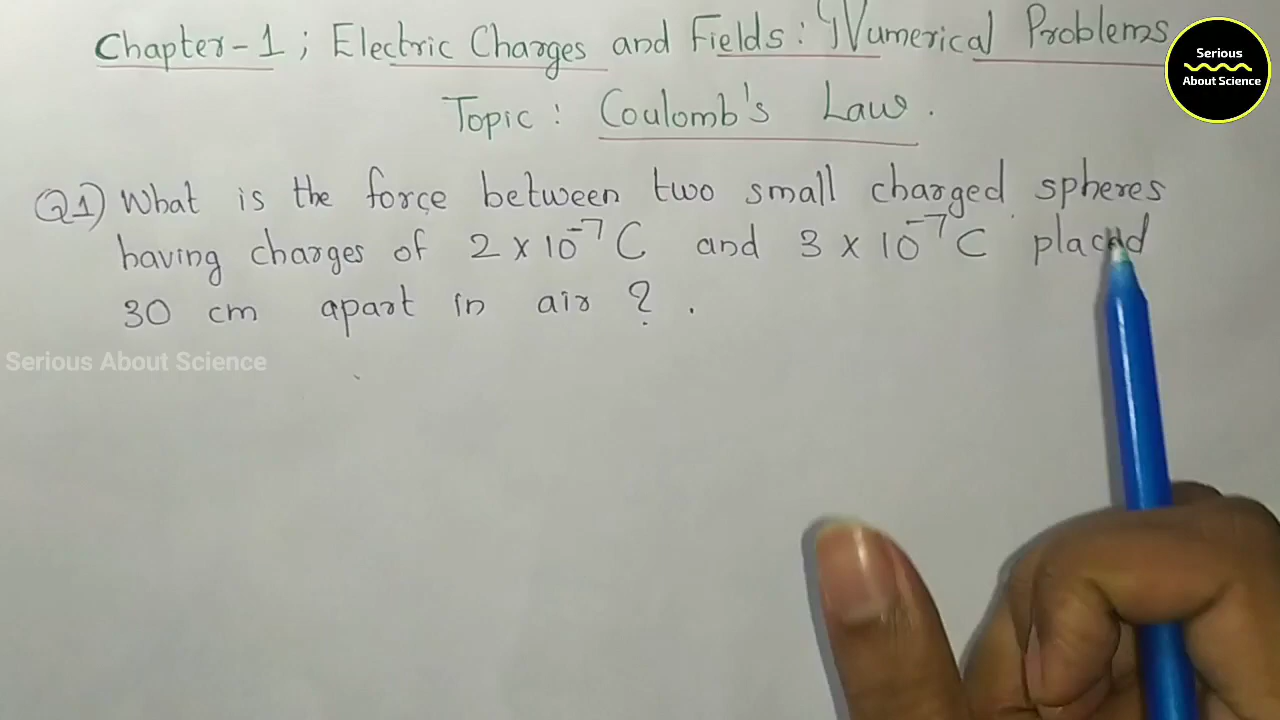 Chapter-1 ; Electric Charges and Fields : Numerical Problems
Topic : Coulomb's Law .
Serious
About Science
Q1) What is the force between two small charged spheres
having charges of 2 × 10⁻⁷ C and 3 × 10⁻⁷ C placed
30 cm apart in air ? .
Serious About Science